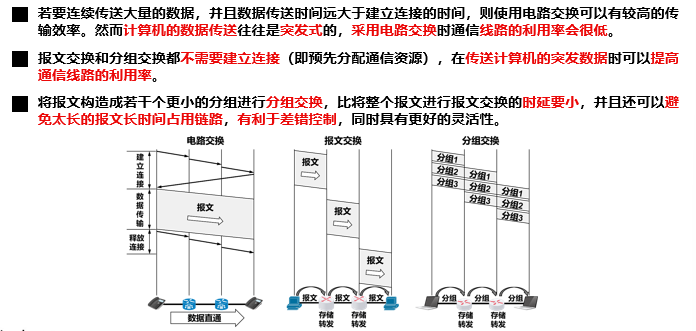 若要连续传送大量的数据，并且数据传送时间远大于建立连接的时间，则使用电路交换可以有较高的传
输效率。然而计算机的数据传送往往是突发式的，采用电路交换时通信线路的利用率会很低。
报文交换和分组交换都不需要建立连接（即预先分配通信资源），在传送计算机的突发数据时可以提高
通信线路的利用率。
将报文构造成若干个更小的分组进行分组交换，比将整个报文进行报文交换的时延要小，并且还可以避
免太长的报文长时间占用链路，有利于差错控制，同时具有更好的灵活性。
电路交换
建立连接
数据传输
释放连接
报文
数据直通
报文交换
报文
报文
报文
报文 报文 报文
存储转发 存储转发
分组交换
分组1
分组2 分组1
分组3 分组2 分组1
分组3 分组2
分组3
分组 分组 分组
存储转发 存储转发